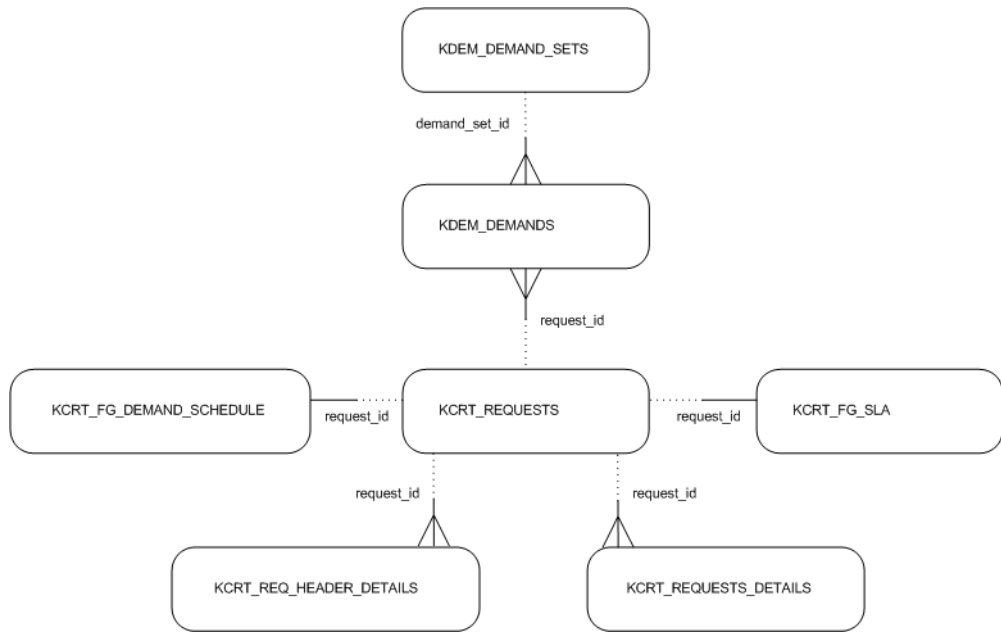 KDEM_DEMAND_SETS
demand_set_id
KDEM_DEMANDS
request_id
KCRT_FG_DEMAND_SCHEDULE
request_id
KCRT_REQUESTS
request_id
KCRT_FG_SLA
request_id
request_id
KCRT_REQ_HEADER_DETAILS
KCRT_REQUESTS_DETAILS